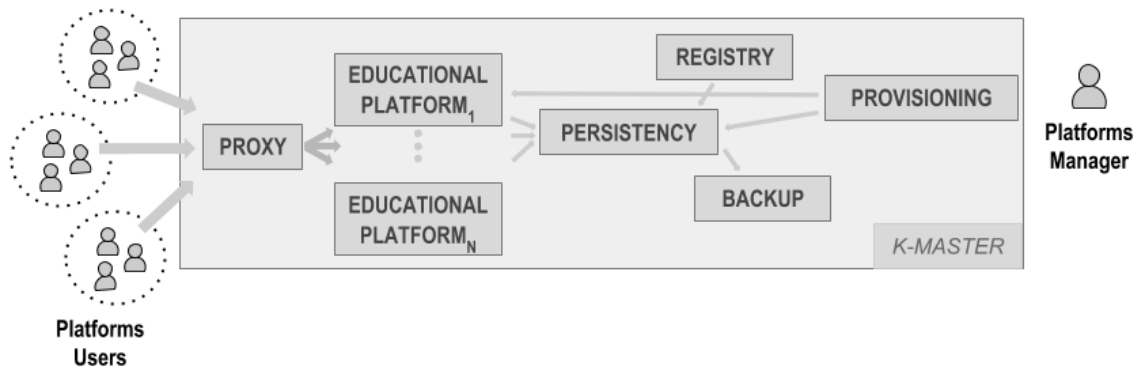 EDUCATIONAL
PLATFORM1
REGISTRY
PROVISIONING
PROXY
PERSISTENCY
EDUCATIONAL
PLATFORMN
BACKUP
K-MASTER
Platforms
Manager
Platforms
Users